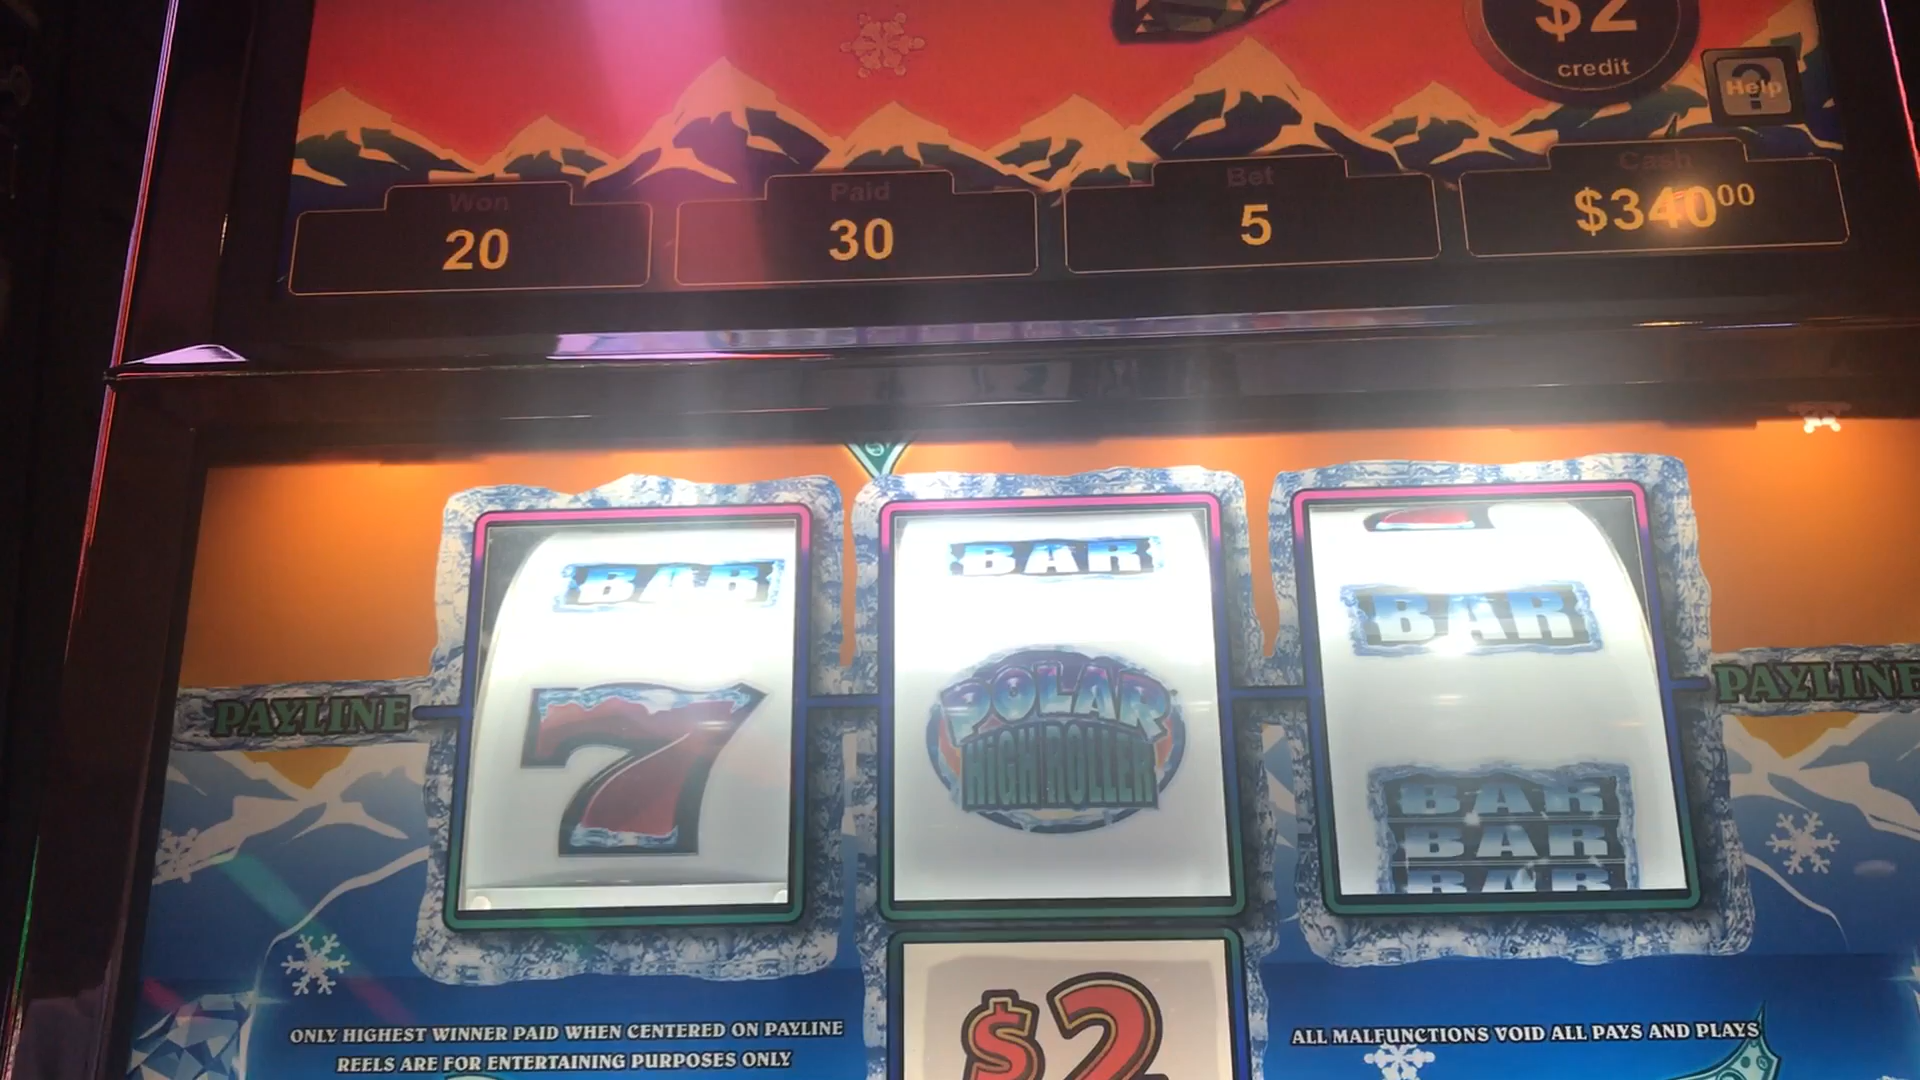 $2
credit
Help
Won
Paid
Bet
Cash
20
30
5
$340.00
BAR
BAR
BAR
PAYLINE
7
POLAR
HIGH ROLLER
PAYLINE
BAR
BAR
BAR
$2
ONLY HIGHEST WINNER PAID WHEN CENTERED ON PAYLINE
REELS ARE FOR ENTERTAINING PURPOSES ONLY
ALL MALFUNCTIONS VOID ALL PAYS AND PLAYS